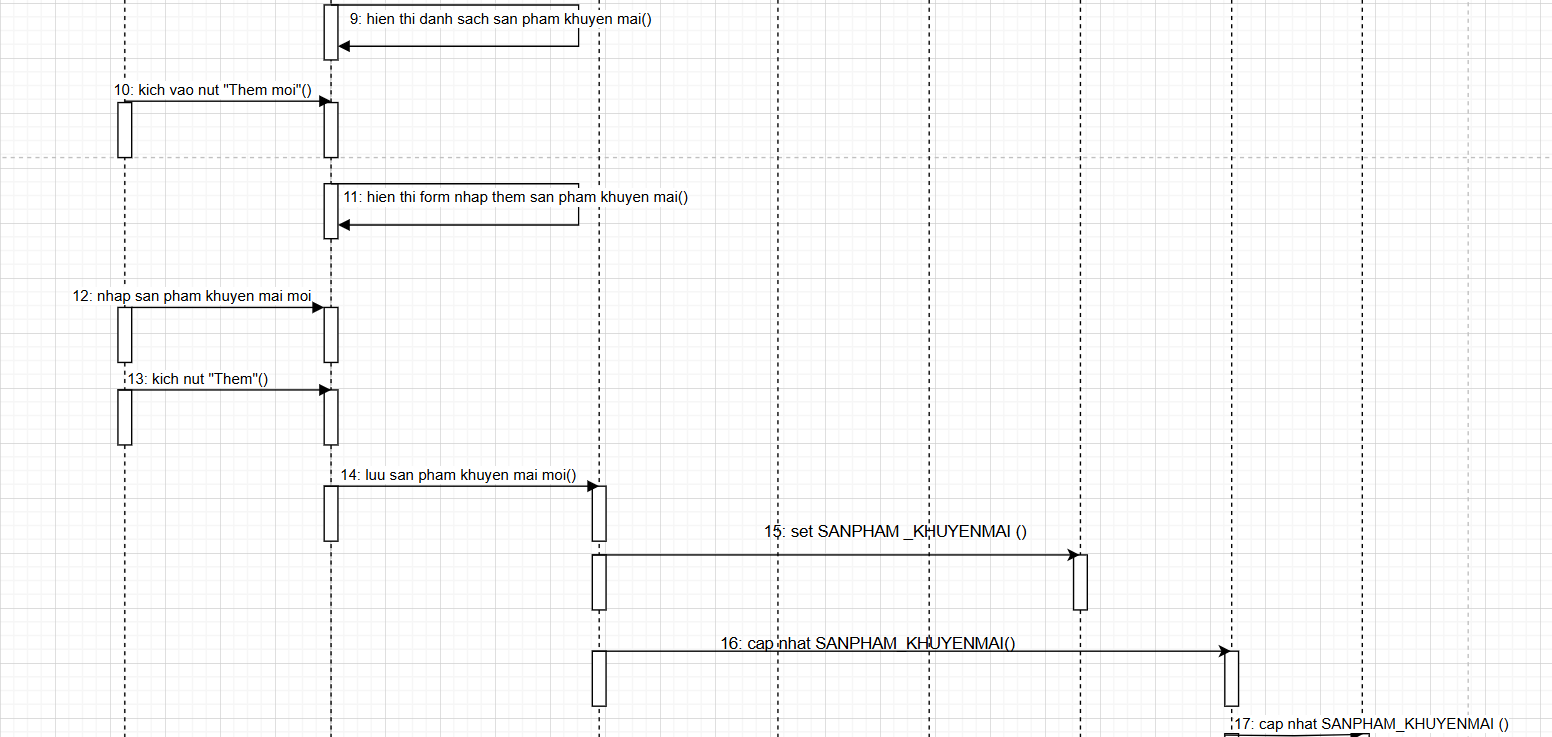 9: hien thi danh sach san pham khuyen mai()
10: kich vao nut "Them moi"()
11: hien thi form nhap them san pham khuyen mai()
12: nhap san pham khuyen mai moi
13: kich nut "Them"()
14: luu san pham khuyen mai moi()
15: set SANPHAM _KHUYENMAI ()
16: cap nhat SANPHAM_KHUYENMAI()
17: cap nhat SANPHAM_KHUYENMAI ()